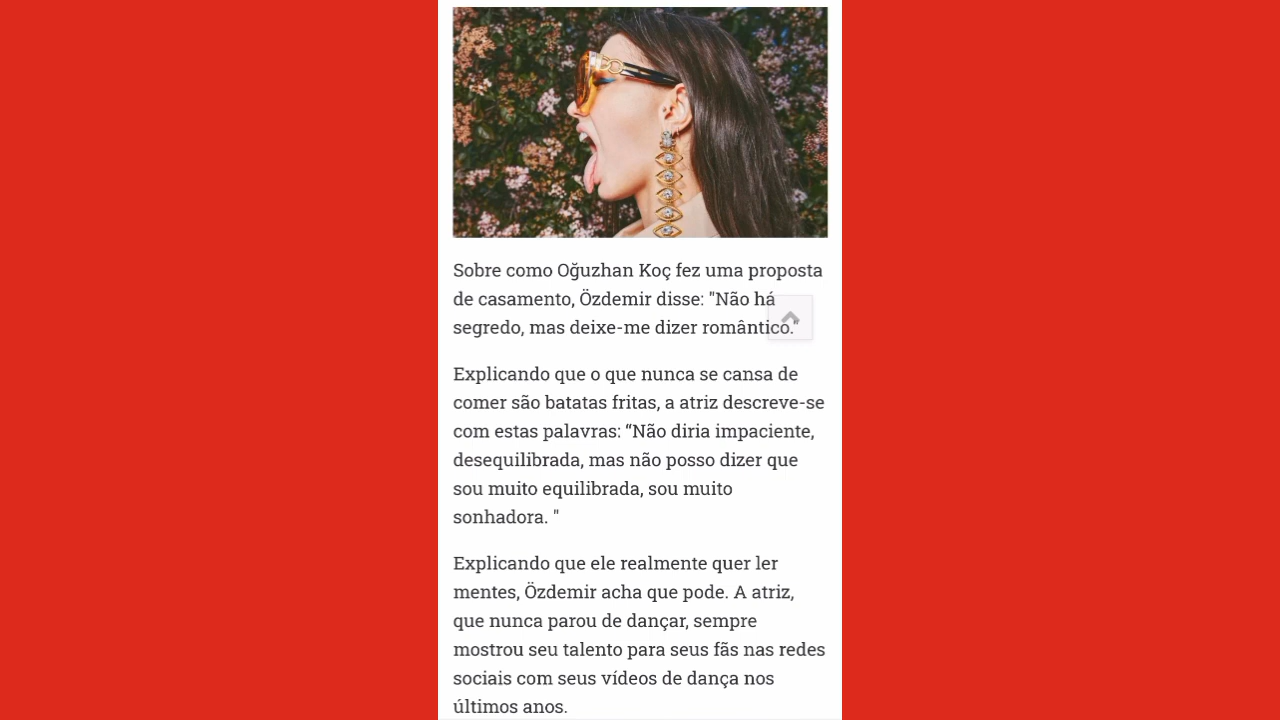 Sobre como Oğuzhan Koç fez uma proposta
de casamento, Özdemir disse: "Não há
segredo, mas deixe-me dizer romântico."
Explicando que o que nunca se cansa de
comer são batatas fritas, a atriz descreve-se
com estas palavras: “Não diria impaciente,
desequilibrada, mas não posso dizer que
sou muito equilibrada, sou muito
sonhadora. "
Explicando que ele realmente quer ler
mentes, Özdemir acha que pode. A atriz,
que nunca parou de dançar, sempre
mostrou seu talento para seus fãs nas redes
sociais com seus vídeos de dança nos
últimos anos.